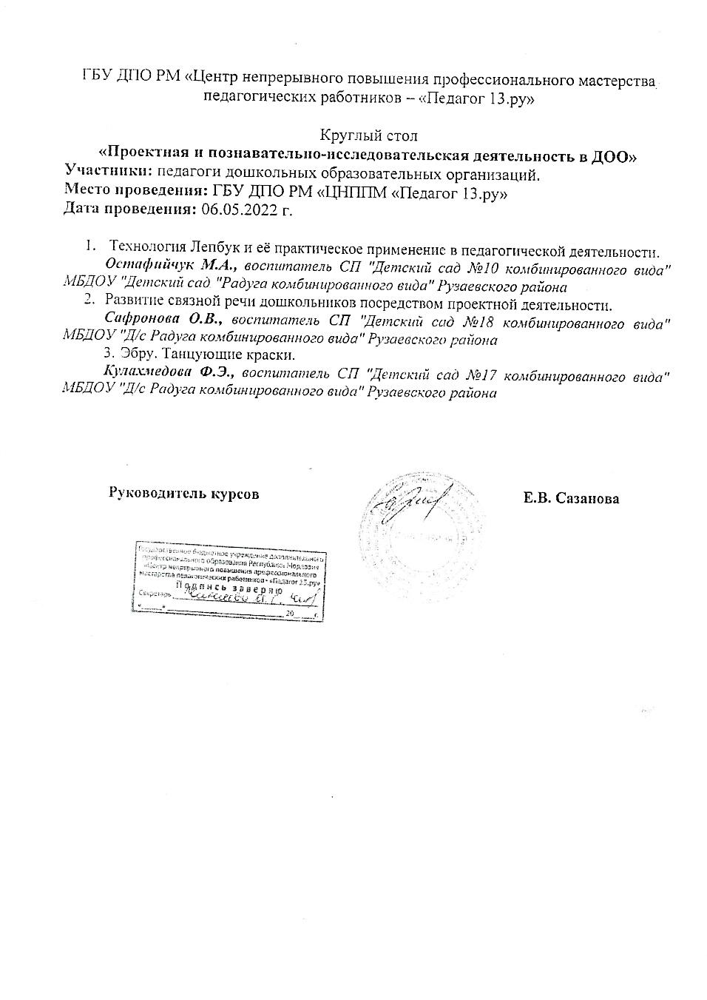 ГБУ ДПО РМ «Центр непрерывного повышения профессионального мастерства
педагогических работников – «Педагог 13.ру»
Круглый стол
«Проектная и познавательно-исследовательская деятельность в ДОО»
Участники: педагоги дошкольных образовательных организаций.
Место проведения: ГБУ ДПО РМ «ЦНППМ «Педагог 13.ру»
Дата проведения: 06.05.2022 г.
1. Технология Лепбук и её практическое применение в педагогической деятельности.
Остафийчук М.А., воспитатель СП "Детский сад №10 комбинированного вида"
МБДОУ "Детский сад "Радуга комбинированного вида" Рузаевского района
2. Развитие связной речи дошкольников посредством проектной деятельности.
Сафронова О.В., воспитатель СП "Детский сад №18 комбинированного вида"
МБДОУ "Д/с Радуга комбинированного вида" Рузаевского района
3. Эбру. Танцующие краски.
Кулахмедова Ф.Э., воспитатель СП "Детский сад №17 комбинированного вида"
МБДОУ "Д/с Радуга комбинированного вида" Рузаевского района
Руководитель курсов
Е.В. Сазанова
Государственное бюджетное учреждение дополнительного
профессионального образования Республики Мордовия
«Центр непрерывного повышения профессионального
мастерства педагогических работников - «Педагог 13.ру»
Подпись заверяю
Секретарь
«____» ____ 20____г.